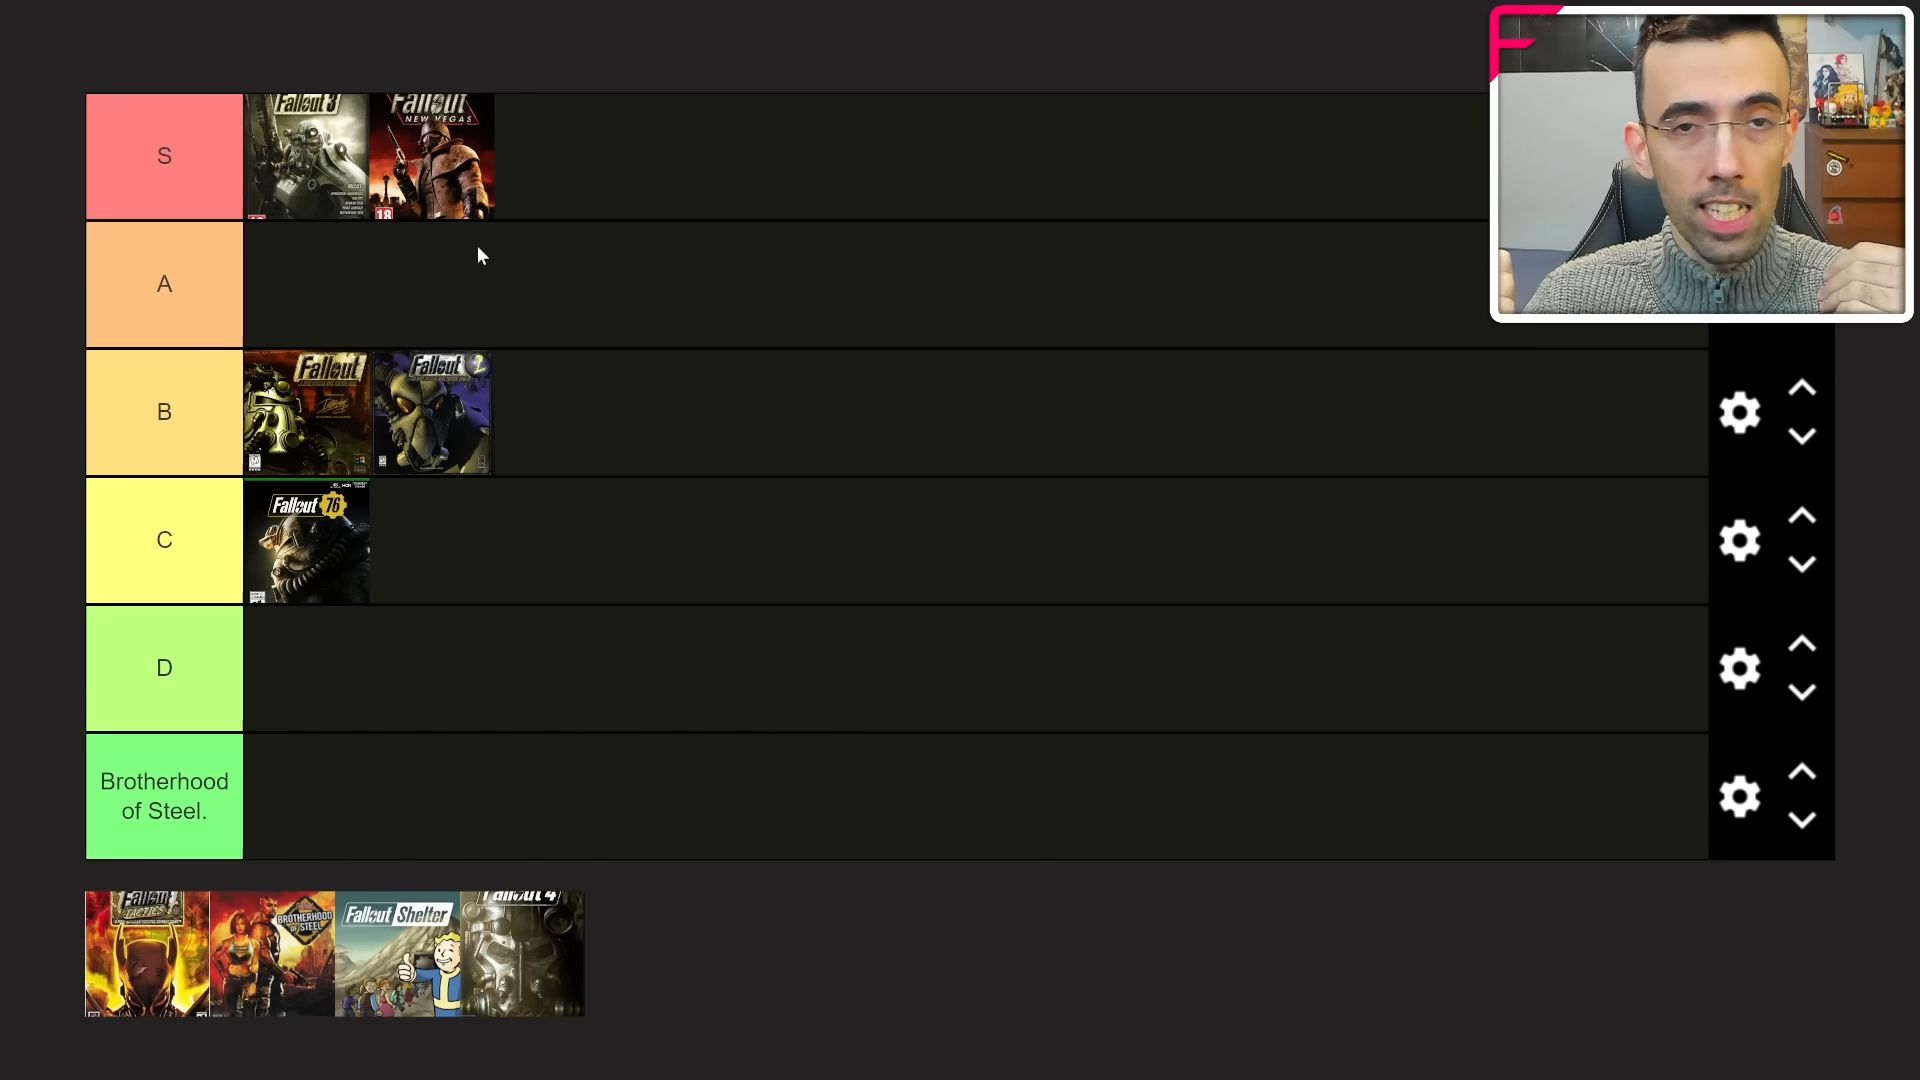 S
Fallout 3
Fallout
NEW VEGAS
18
A
B
Fallout
Fallout 2
C
Fallout 76
D
Brotherhood
of Steel.
Fallout
TACTICS
BROTHERHOOD
OF STEEL
Fallout Shelter
Fallout 4